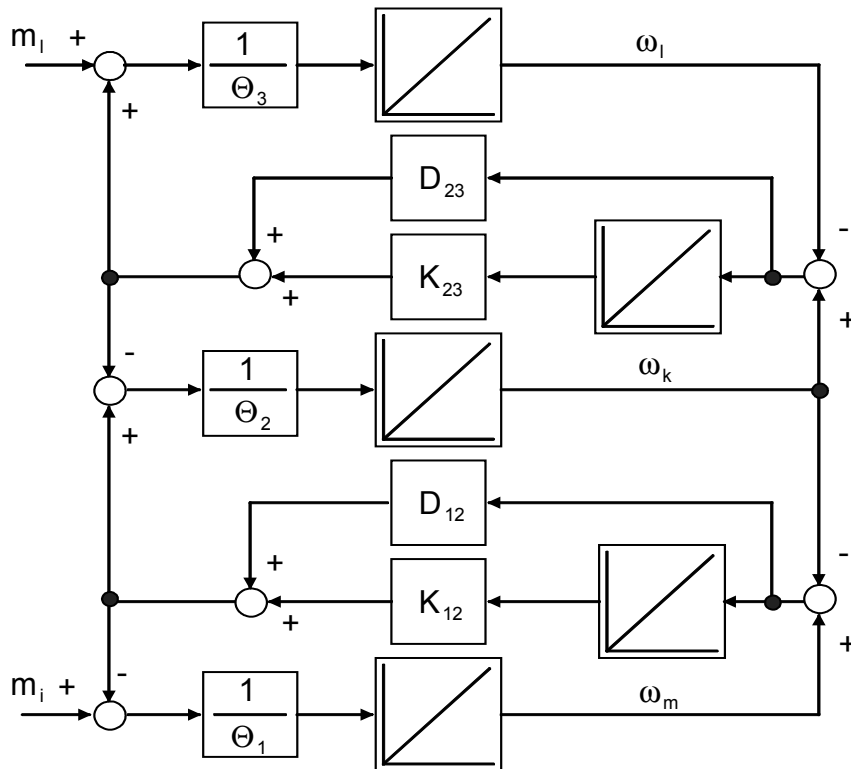 m_l + 1 ω_l
Θ_3
+
D_23
-
+
K_23
+
+
- 1 ω_k
Θ_2
+
D_12
-
+
K_12
+
+
-
m_i + 1 ω_m
Θ_1